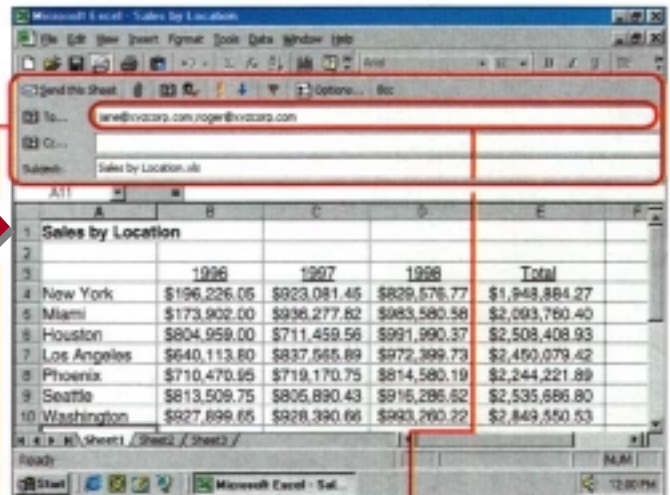 Microsoft Excel - Sales by Location
File Edit View Insert Format Tools Data Window Help
Arial 10 B I U
Send this Sheet Options... Bcc
To... jane@xyzcorp.com;roger@xyzcorp.com
Cc...
Subject: Sales by Location.xls
A11 =
A B C D E F
1 Sales by Location
2
3 1996 1997 1998 Total
4 New York $196,226.05 $923,081.45 $829,576.77 $1,948,884.27
5 Miami $173,902.00 $936,277.82 $983,580.58 $2,093,760.40
6 Houston $804,959.00 $711,459.56 $991,990.37 $2,508,408.93
7 Los Angeles $640,113.80 $837,565.89 $972,399.73 $2,450,079.42
8 Phoenix $710,470.95 $719,170.75 $814,580.19 $2,244,221.89
9 Seattle $813,509.75 $805,890.43 $916,286.62 $2,535,686.80
10 Washington $927,899.65 $928,390.66 $993,260.22 $2,849,550.53
Sheet1 Sheet2 Sheet3
Ready NUM
Start Microsoft Excel - Sal... 12:00 PM